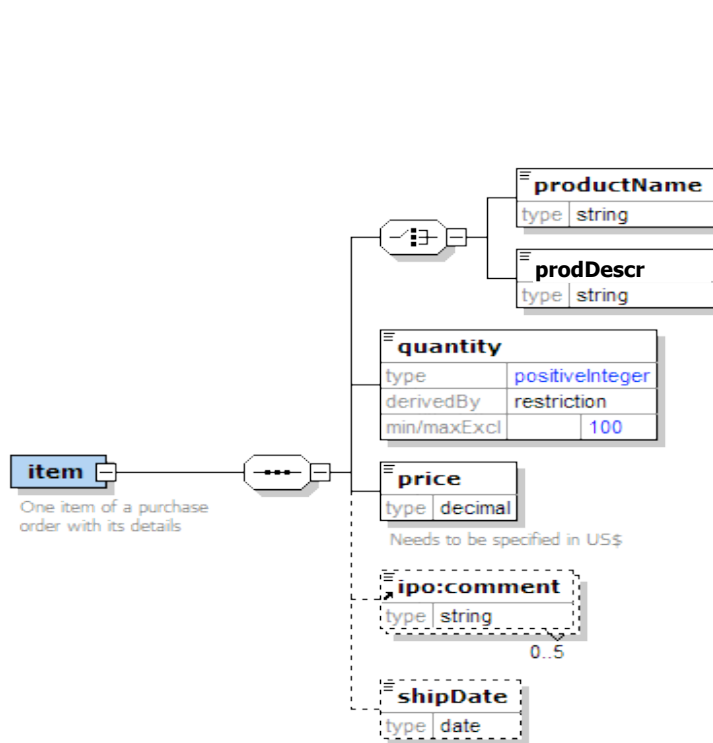 productName
type string
prodDescr
type string
quantity
type positiveInteger
derivedBy restriction
min/maxExcl 100
item
One item of a purchase
order with its details
price
type decimal
Needs to be specified in US$
ipo:comment
type string
0..5
shipDate
type date